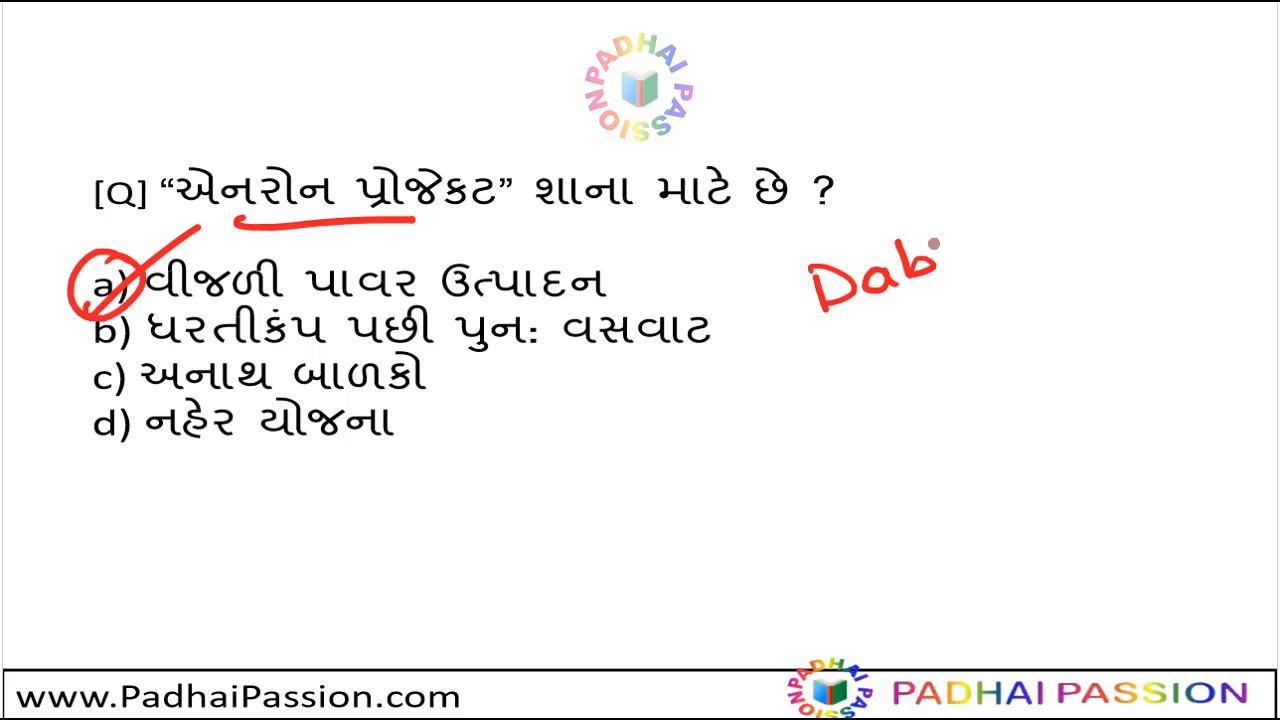 PADHAI PASSION
[Q] “એનરોન પ્રોજેકટ” શાના માટે છે ?
a) વીજળી પાવર ઉત્પાદન
Dab
b) ધરતીકંપ પછી પુન: વસવાટ
c) અનાથ બાળકો
d) નહેર યોજના
www.PadhaiPassion.com
PADHAI PASSION
PADHAI PASSION